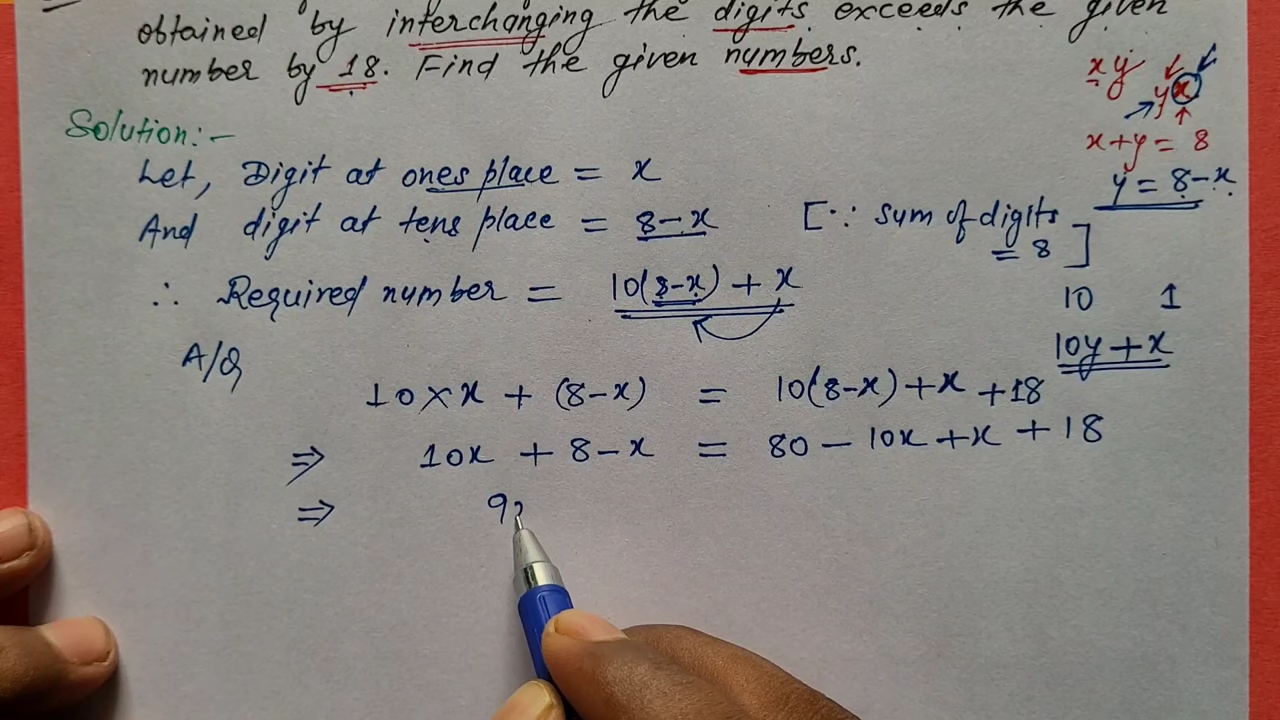 obtained by interchanging the digits exceeds the given
number by 18. Find the given numbers.
xy
yx
x+y = 8
y = 8-x
Solution:-
Let, Digit at ones place = x
And digit at tens place = 8-x [∵ sum of digits
= 8 ]
∴ Required number = 10(8-x) + x
10 1
10y + x
A/Q
10×x + (8-x) = 10(8-x) + x +18
⇒ 10x + 8-x = 80 - 10x + x + 18
⇒ 9